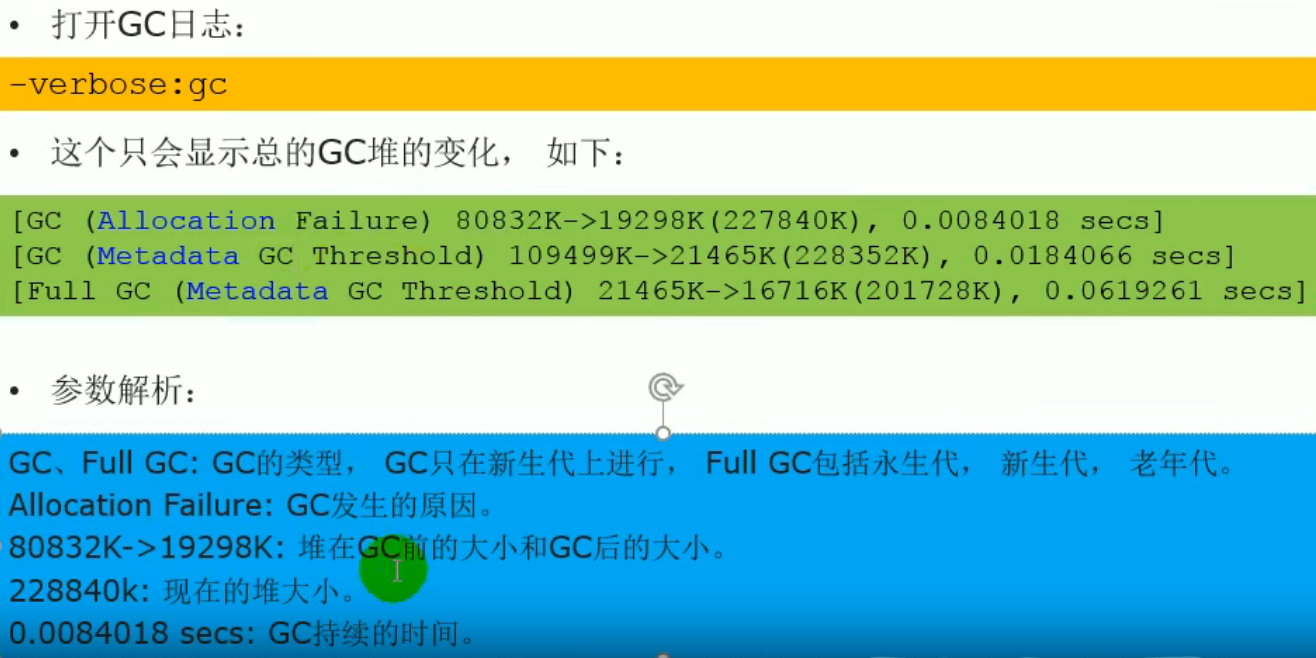 • 打开GC日志：
-verbose:gc
• 这个只会显示总的GC堆的变化， 如下：
[GC (Allocation Failure) 80832K->19298K(227840K), 0.0084018 secs]
[GC (Metadata GC Threshold) 109499K->21465K(228352K), 0.0184066 secs]
[Full GC (Metadata GC Threshold) 21465K->16716K(201728K), 0.0619261 secs]
• 参数解析：
GC、Full GC: GC的类型， GC只在新生代上进行， Full GC包括永生代， 新生代， 老年代。
Allocation Failure: GC发生的原因。
80832K->19298K: 堆在GC前的大小和GC后的大小。
228840k: 现在的堆大小。
0.0084018 secs: GC持续的时间。